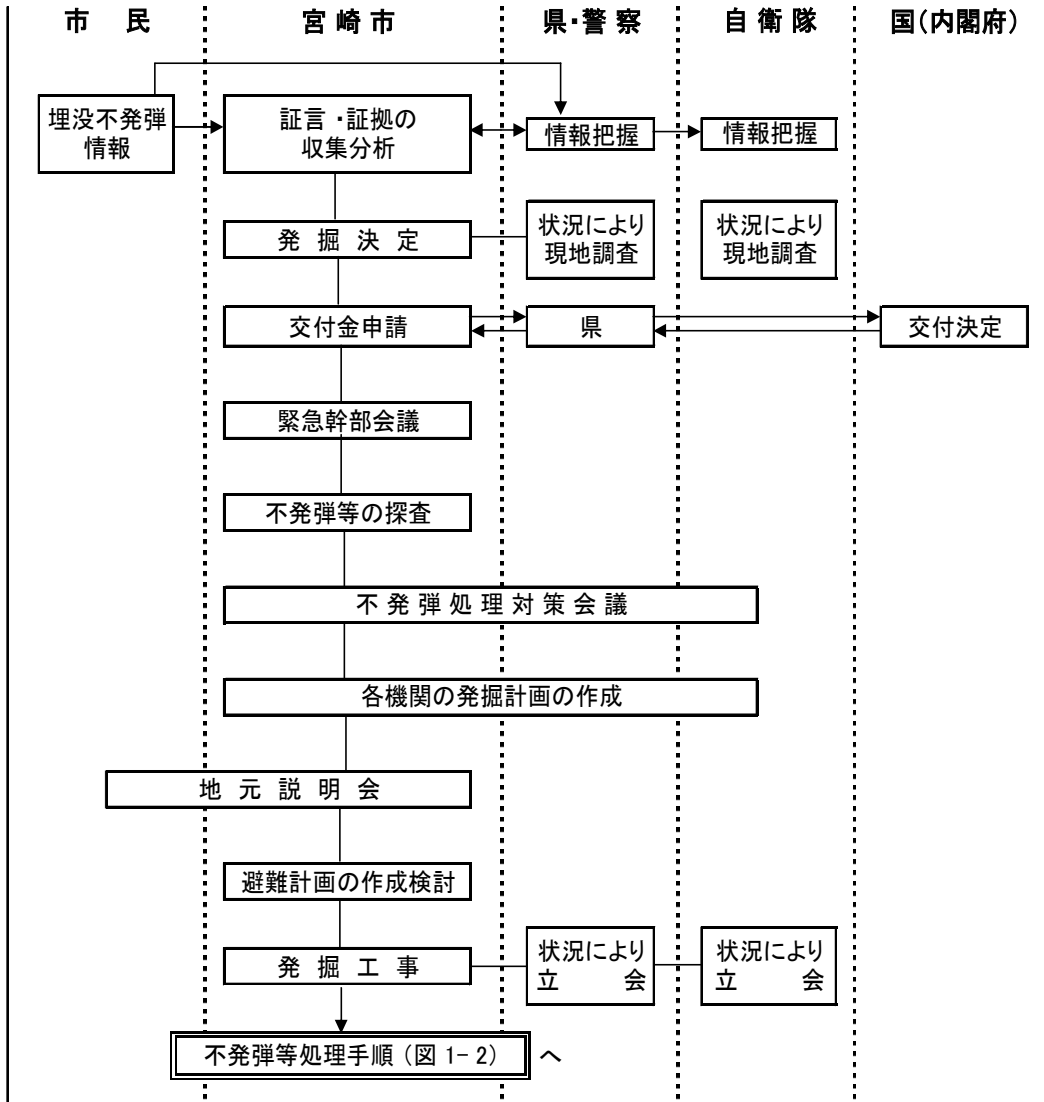 市 民 宮 崎 市 県・警 察 自 衛 隊 国(内閣府)
埋没不発弾
情報
証言・証拠の
収集分析
情報把握
情報把握
発 掘 決 定
状況により
現地調査
状況により
現地調査
交付金申請
県
交付決定
緊急幹部会議
不発弾等の探査
不 発 弾 処 理 対 策 会 議
各機関の発掘計画の作成
地 元 説 明 会
避難計画の作成検討
発 掘 工 事
状況により
立 会
状況により
立 会
不発弾等処理手順(図 1-2) へ